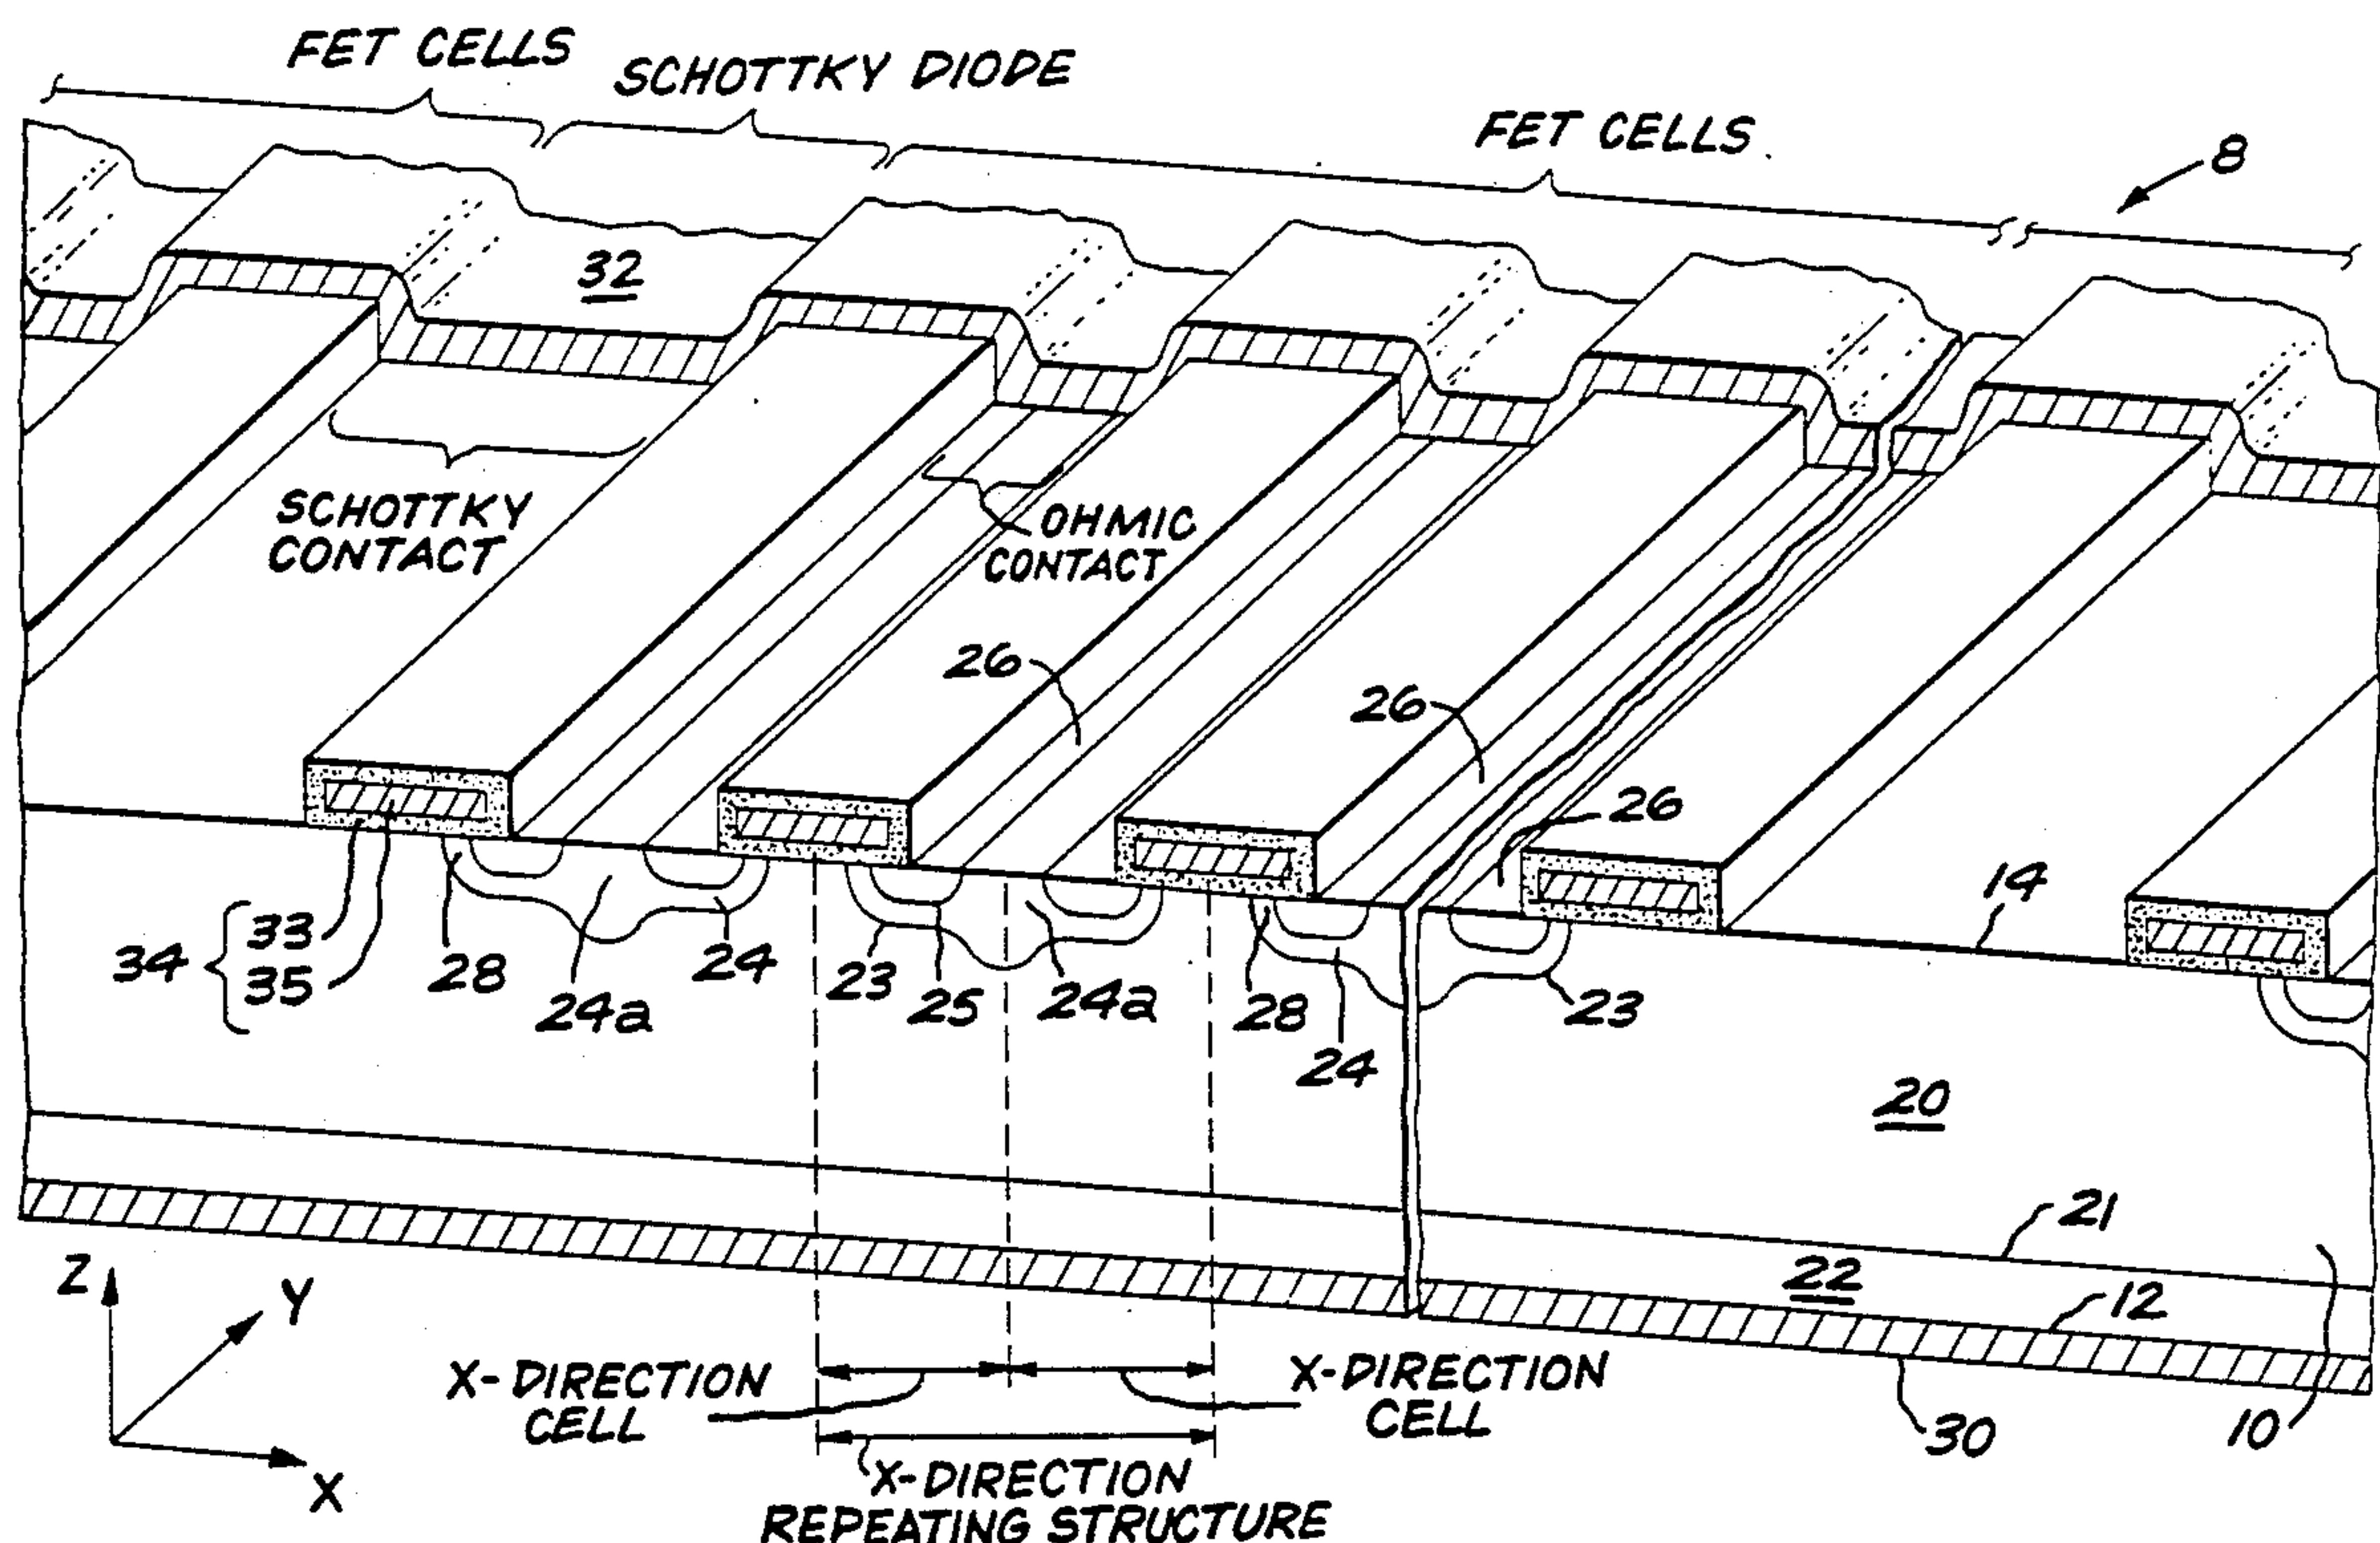 FET CELLS
SCHOTTKY DIODE
FET CELLS
8
32
SCHOTTKY
CONTACT
OHMIC
CONTACT
26
26
26
14
34 { 33
35
28
24a
24
23
25
24a
28
24
23
20
21
22
12
Z
Y
X
X-DIRECTION
CELL
X-DIRECTION
CELL
30
10
X-DIRECTION
REPEATING STRUCTURE